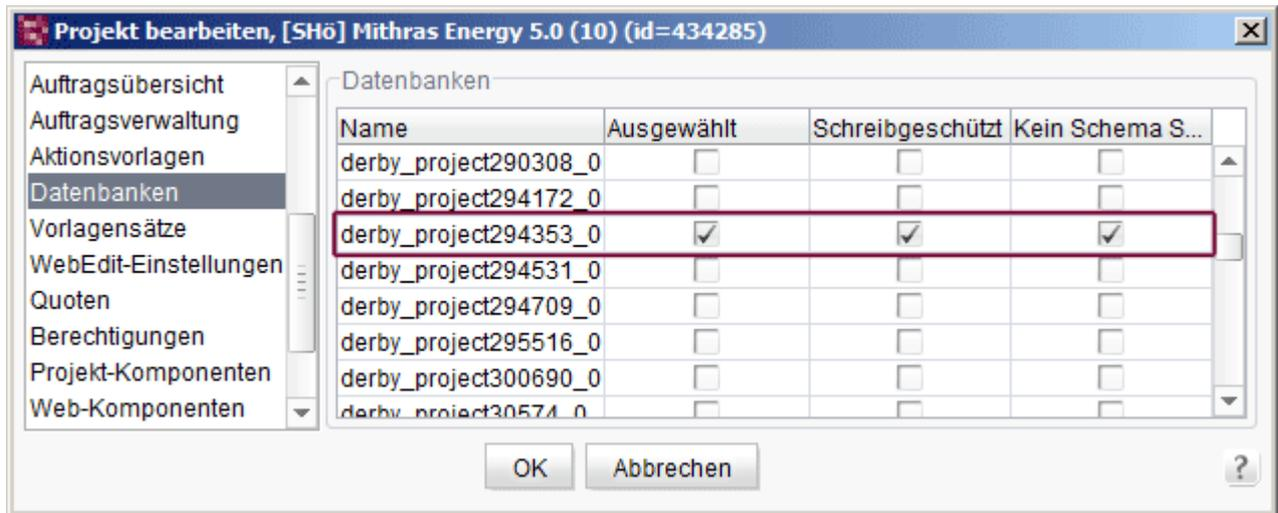 Projekt bearbeiten, [SHö] Mithras Energy 5.0 (10) (id=434285)
Auftragsübersicht
Auftragsverwaltung
Aktionsvorlagen
Datenbanken
Vorlagensätze
WebEdit-Einstellungen
Quoten
Berechtigungen
Projekt-Komponenten
Web-Komponenten
Datenbanken
Name Ausgewählt Schreibgeschützt Kein Schema S...
derby_project290308_0
derby_project294172_0
derby_project294353_0
derby_project294531_0
derby_project294709_0
derby_project295516_0
derby_project300690_0
derby_project30574_0
OK Abbrechen ?